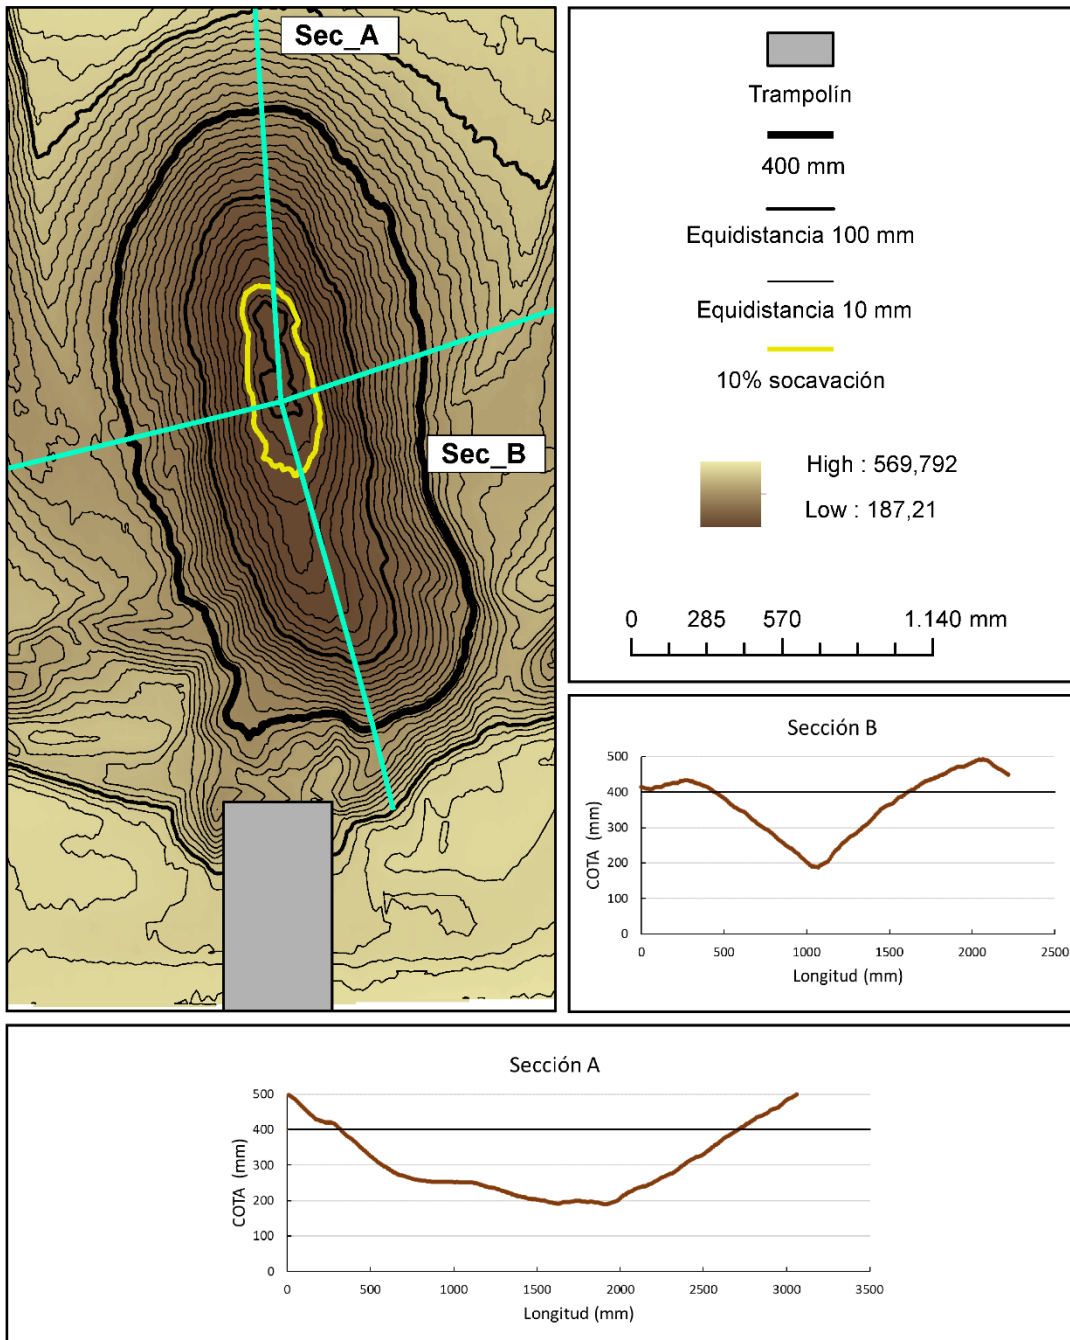 Sec_A
Sec_B
Trampolín
400 mm
Equidistancia 100 mm
Equidistancia 10 mm
10% socavación
High : 569,792
Low : 187,21
0 285 570 1.140 mm
Sección B
COTA (mm)
500
400
300
200
100
0
0 500 1000 1500 2000 2500
Longitud (mm)
Sección A
COTA (mm)
500
400
300
200
100
0
0 500 1000 1500 2000 2500 3000 3500
Longitud (mm)